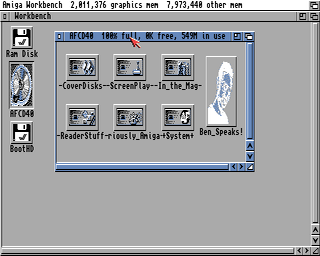 Amiga Workbench 2,011,376 graphics mem 7,973,440 other mem
Workbench
Ram Disk
AFCD40
BootHD
AFCD40 100% full, 0K free, 549M in use
-CoverDisks-
-ScreenPlay-
-In_the_Mag-
-ReaderStuff-
-riously_Amiga-
+System+
Ben_Speaks!